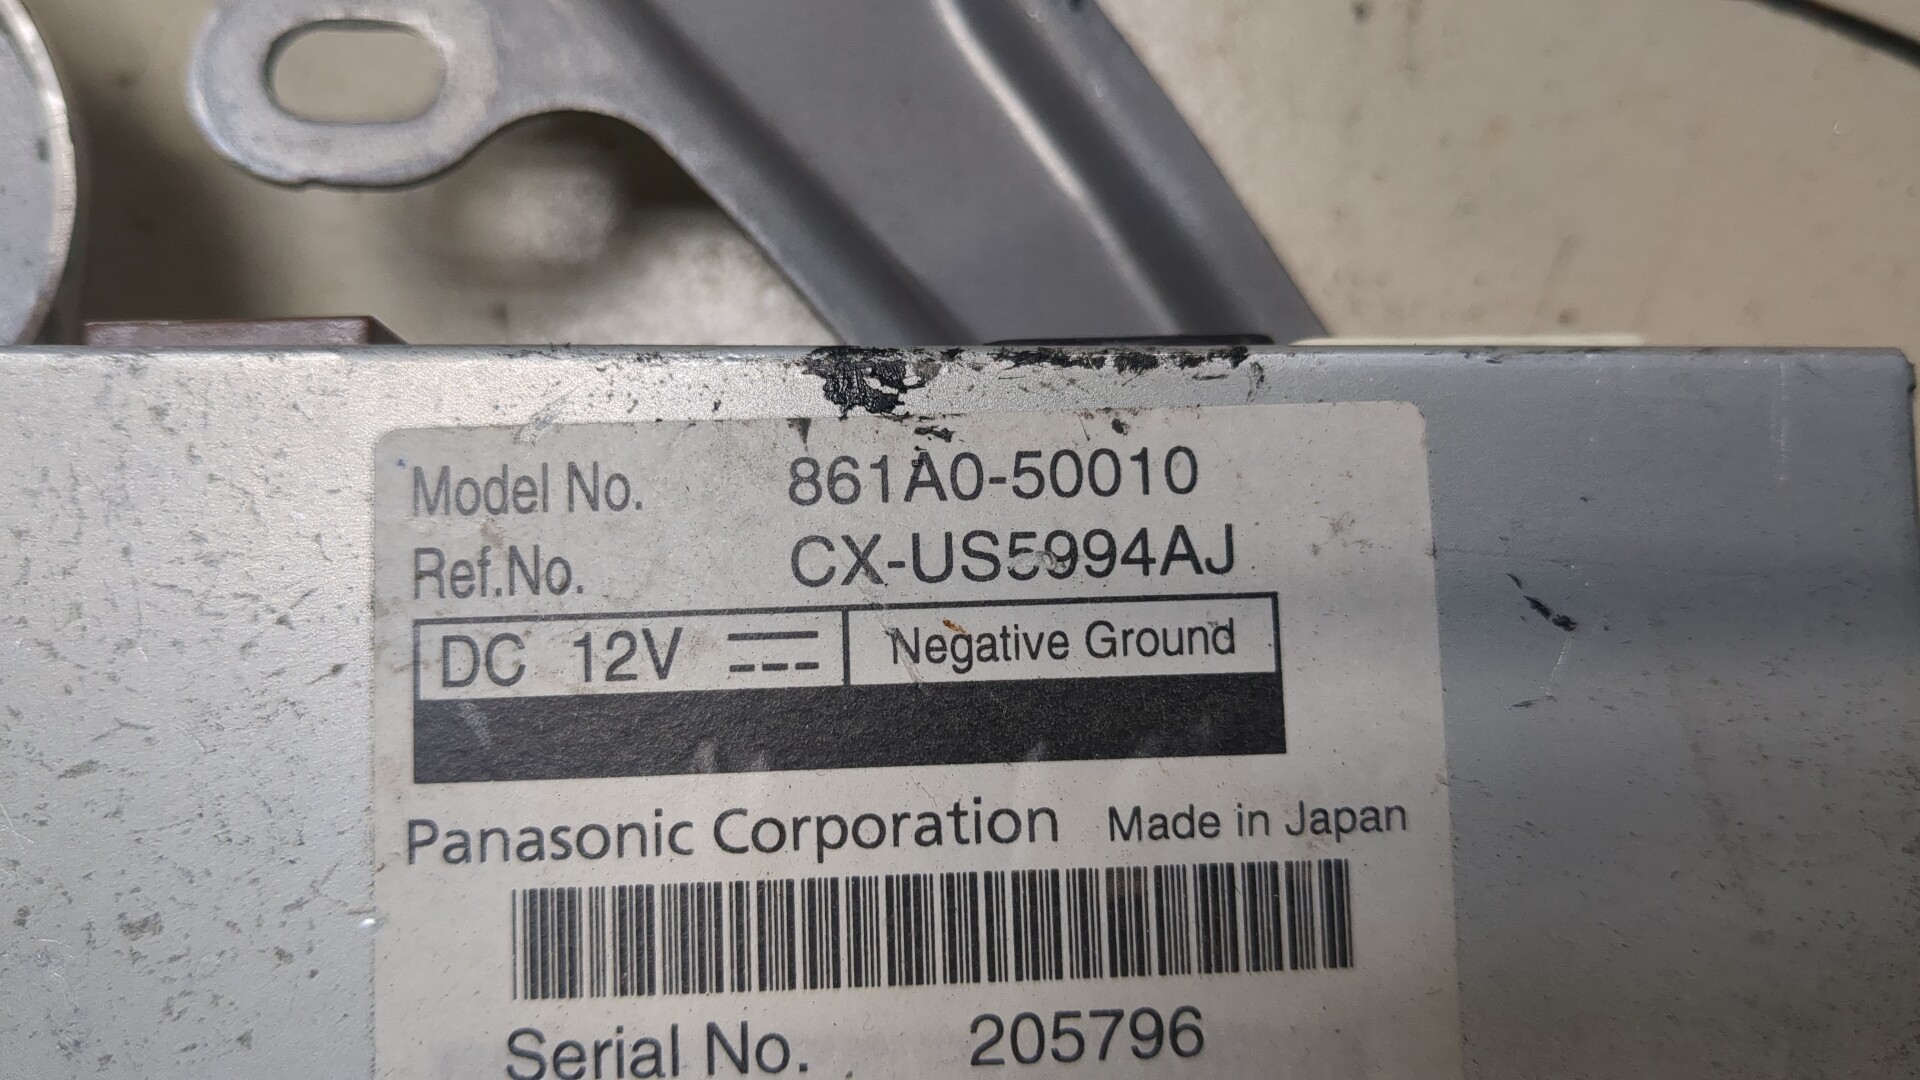 Model No. 861A0-50010
Ref.No. CX-US5994AJ
DC 12V Negative Ground
Panasonic Corporation Made in Japan
Serial No. 205796